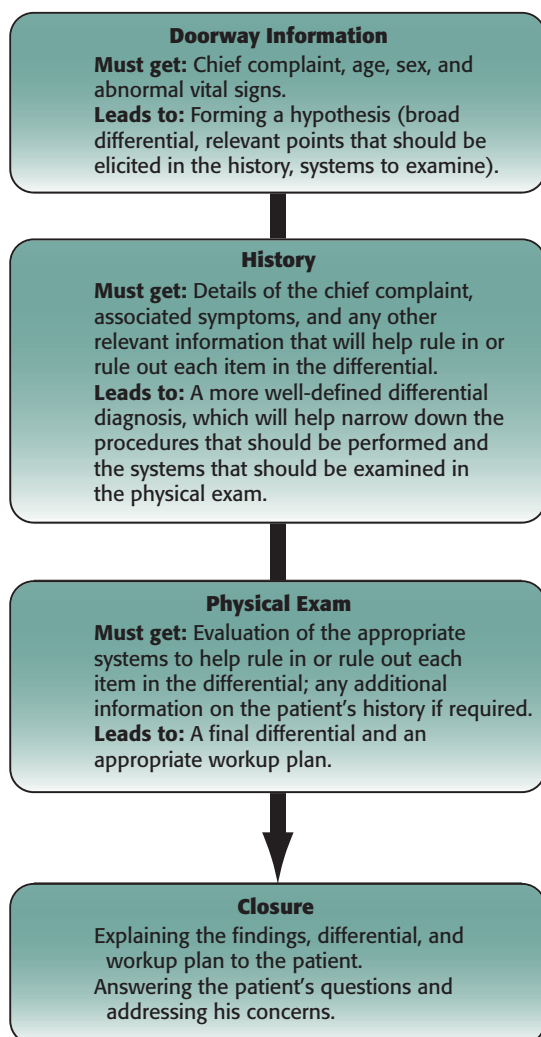 Doorway Information
Must get: Chief complaint, age, sex, and
abnormal vital signs.
Leads to: Forming a hypothesis (broad
differential, relevant points that should be
elicited in the history, systems to examine).
History
Must get: Details of the chief complaint,
associated symptoms, and any other
relevant information that will help rule in or
rule out each item in the differential.
Leads to: A more well-defined differential
diagnosis, which will help narrow down the
procedures that should be performed and
the systems that should be examined in
the physical exam.
Physical Exam
Must get: Evaluation of the appropriate
systems to help rule in or rule out each
item in the differential; any additional
information on the patient’s history if required.
Leads to: A final differential and an
appropriate workup plan.
Closure
Explaining the findings, differential, and
workup plan to the patient.
Answering the patient’s questions and
addressing his concerns.